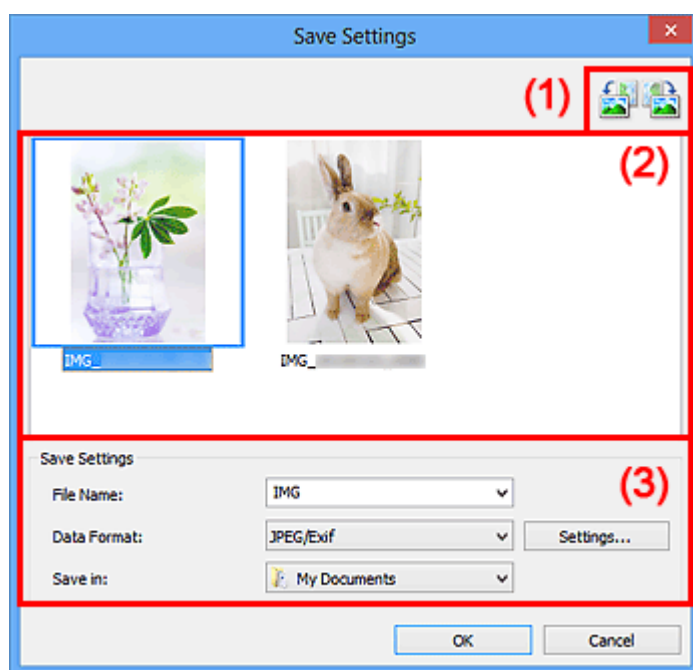 Save Settings
(1)
(2)
IMG_
IMG_
Save Settings
(3)
File Name:
IMG
Data Format:
JPEG/Exif
Settings...
Save in:
My Documents
OK
Cancel